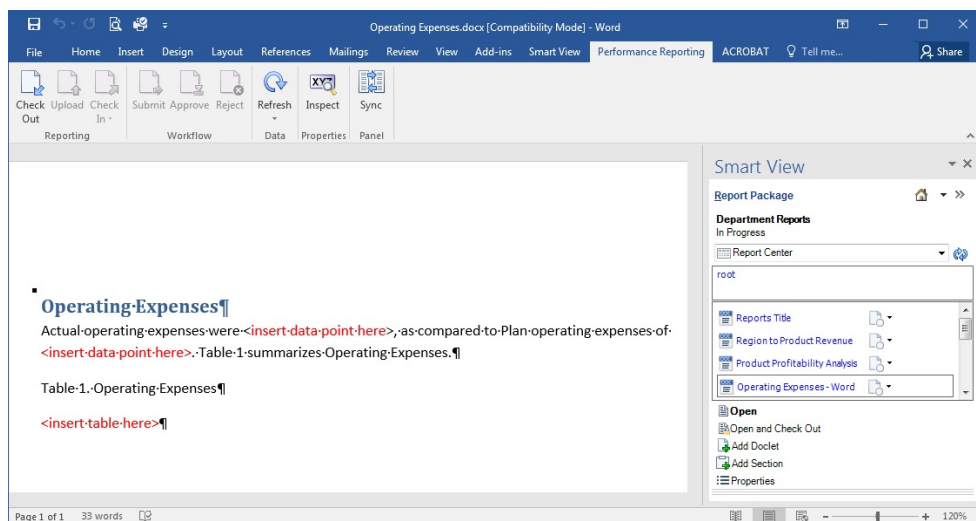 Operating Expenses.docx [Compatibility Mode] - Word
File Home Insert Design Layout References Mailings Review View Add-ins Smart View Performance Reporting ACROBAT Tell me... Share
Check Out Upload Check In Submit Approve Reject Refresh Inspect Sync
Reporting Workflow Data Properties Panel
Operating·Expenses¶
Actual·operating·expenses·were·<insert·data·point·here>,·as·compared·to·Plan·operating·expenses·of·
<insert·data·point·here>.·Table·1·summarizes·Operating·Expenses.¶
Table·1.·Operating·Expenses¶
<insert·table·here>¶
Smart View
Report Package
Department Reports
In Progress
Report Center
root
Reports Title
Region to Product Revenue
Product Profitability Analysis
Operating Expenses - Word
Open
Open and Check Out
Add Doclet
Add Section
Properties
Page 1 of 1 33 words 120%